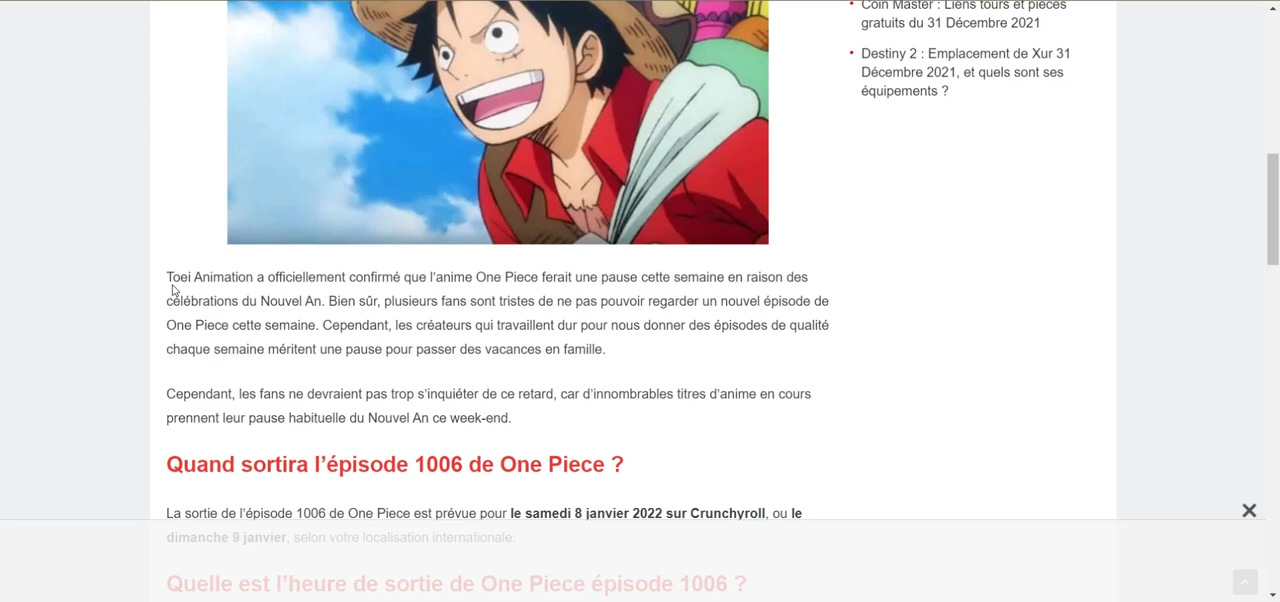 Coin Master : Liens tours et pièces
gratuits du 31 Décembre 2021
Destiny 2 : Emplacement de Xur 31
Décembre 2021, et quels sont ses
équipements ?
Toei Animation a officiellement confirmé que l’anime One Piece ferait une pause cette semaine en raison des
célébrations du Nouvel An. Bien sûr, plusieurs fans sont tristes de ne pas pouvoir regarder un nouvel épisode de
One Piece cette semaine. Cependant, les créateurs qui travaillent dur pour nous donner des épisodes de qualité
chaque semaine méritent une pause pour passer des vacances en famille.
Cependant, les fans ne devraient pas trop s’inquiéter de ce retard, car d’innombrables titres d’anime en cours
prennent leur pause habituelle du Nouvel An ce week-end.
Quand sortira l’épisode 1006 de One Piece ?
La sortie de l’épisode 1006 de One Piece est prévue pour le samedi 8 janvier 2022 sur Crunchyroll, ou le
dimanche 9 janvier, selon votre localisation internationale.
Quelle est l’heure de sortie de One Piece épisode 1006 ?